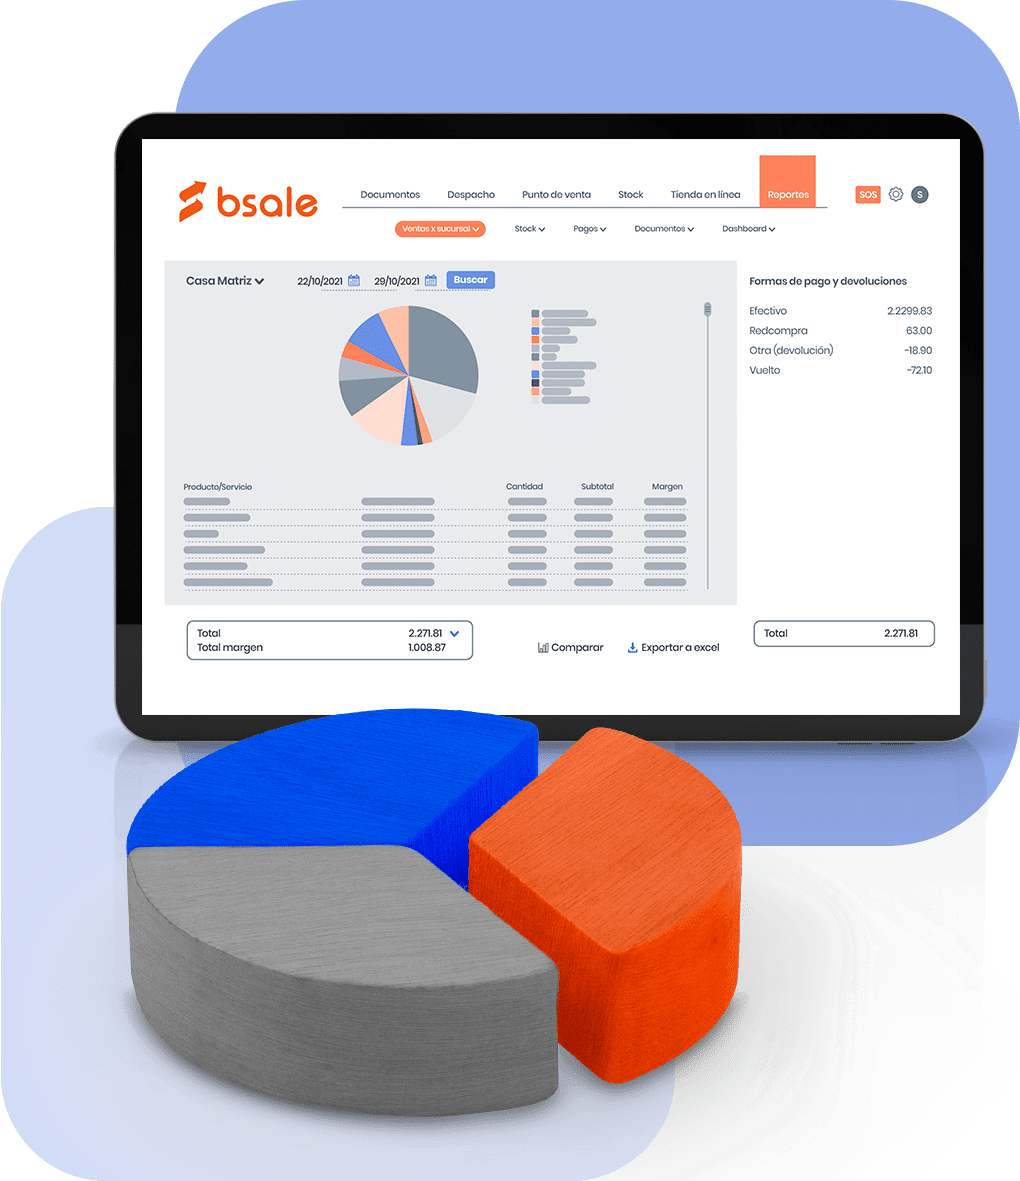 bsale
Documentos Despacho Punto de venta Stock Tienda en línea Reportes SOS S
Ventas x sucursal Stock Pagos Documentos Dashboard
Casa Matriz 22/10/2021 29/10/2021 Buscar
Producto/Servicio Cantidad Subtotal Margen
Total 2.271.81
Total margen 1.008.87
Comparar Exportar a excel
Formas de pago y devoluciones
Efectivo 2.2299.83
Redcompra 63.00
Otra (devolución) -18.90
Vuelto -72.10
Total 2.271.81